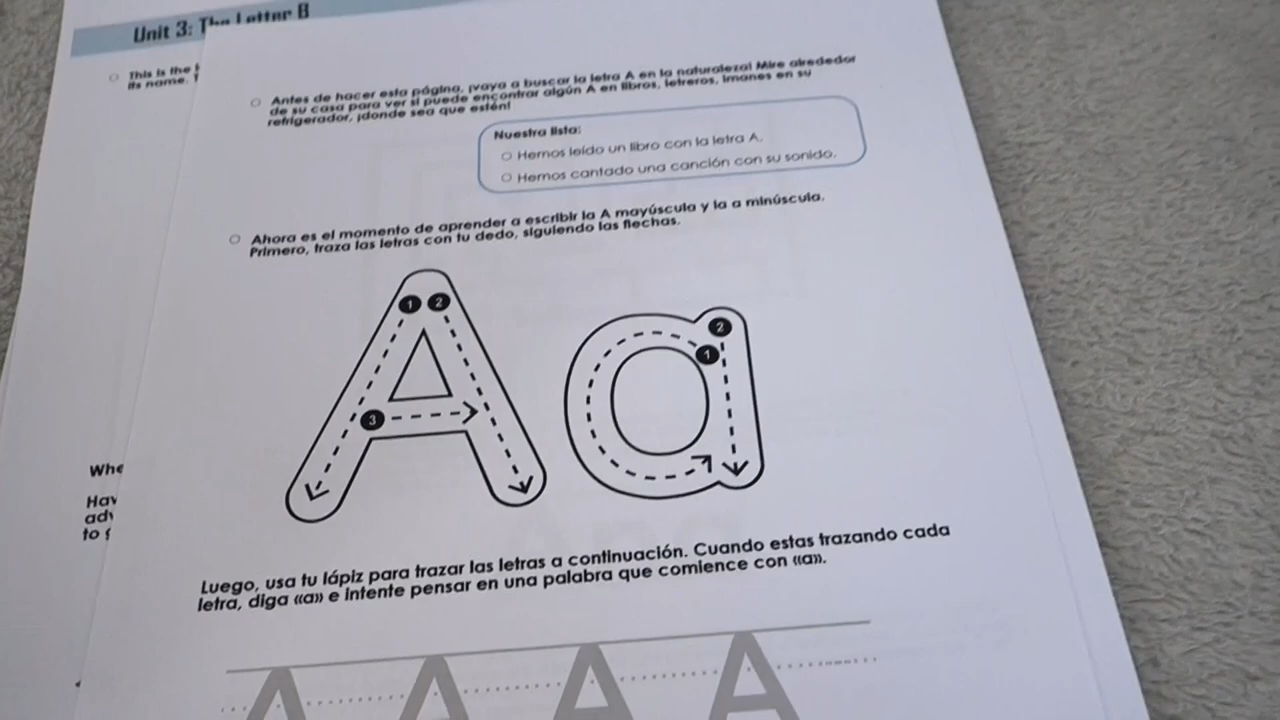 Unit 3: The Letter B
This is the
its name.
Antes de hacer esta página, ¡vaya a buscar la letra A en la naturaleza! Mire alrededor
de su casa para ver si puede encontrar algún A en libros, letreros, imanes en su
refrigerador, ¡donde sea que estén!
Nuestra lista:
Hemos leído un libro con la letra A.
Hemos cantado una canción con su sonido.
Ahora es el momento de aprender a escribir la A mayúscula y la a minúscula.
Primero, traza las letras con tu dedo, siguiendo las flechas.
A a
1 2
3
2
1
Whe
Hav
adv
to
Luego, usa tu lápiz para trazar las letras a continuación. Cuando estas trazando cada
letra, diga «a» e intente pensar en una palabra que comience con «a».
A A A A